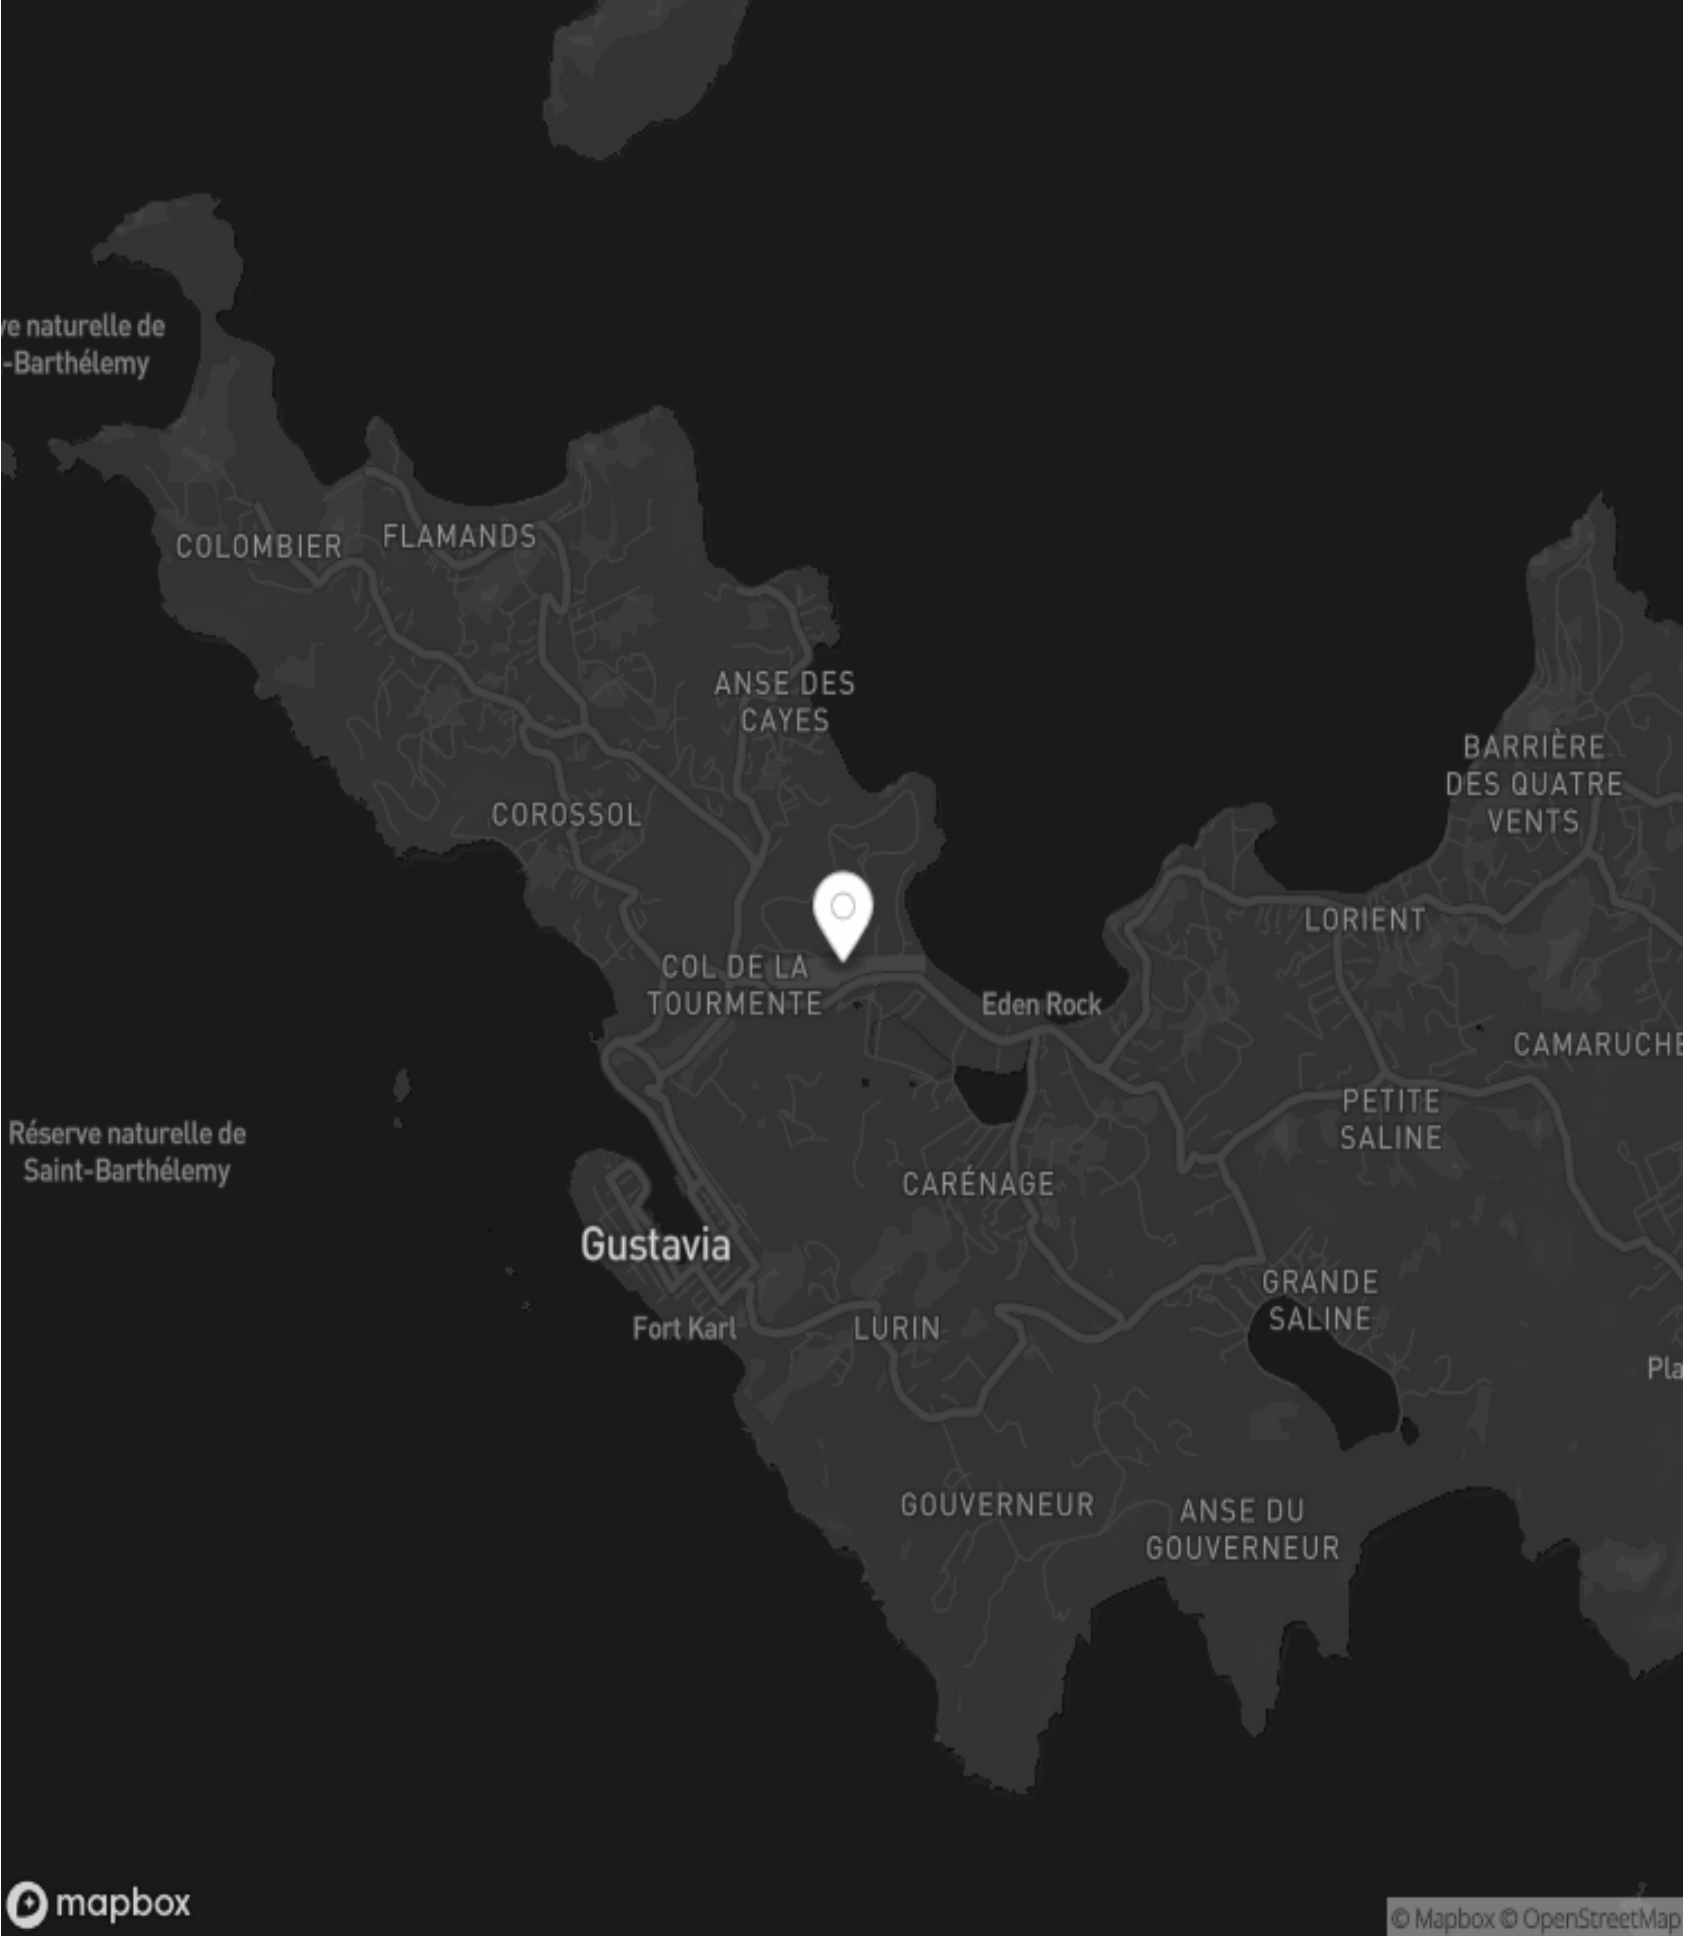 ve naturelle de
-Barthélemy
COLOMBIER
FLAMANDS
ANSE DES
CAYES
BARRIÈRE
DES QUATRE
VENTS
COROSSOL
LORIENT
COL DE LA
TOURMENTE
Eden Rock
CAMARUCHE
PETITE
SALINE
Réserve naturelle de
Saint-Barthélemy
CARÉNAGE
Gustavia
GRANDE
SALINE
Fort Karl
LURIN
Pla
GOUVERNEUR
ANSE DU
GOUVERNEUR
mapbox
© Mapbox © OpenStreetMap